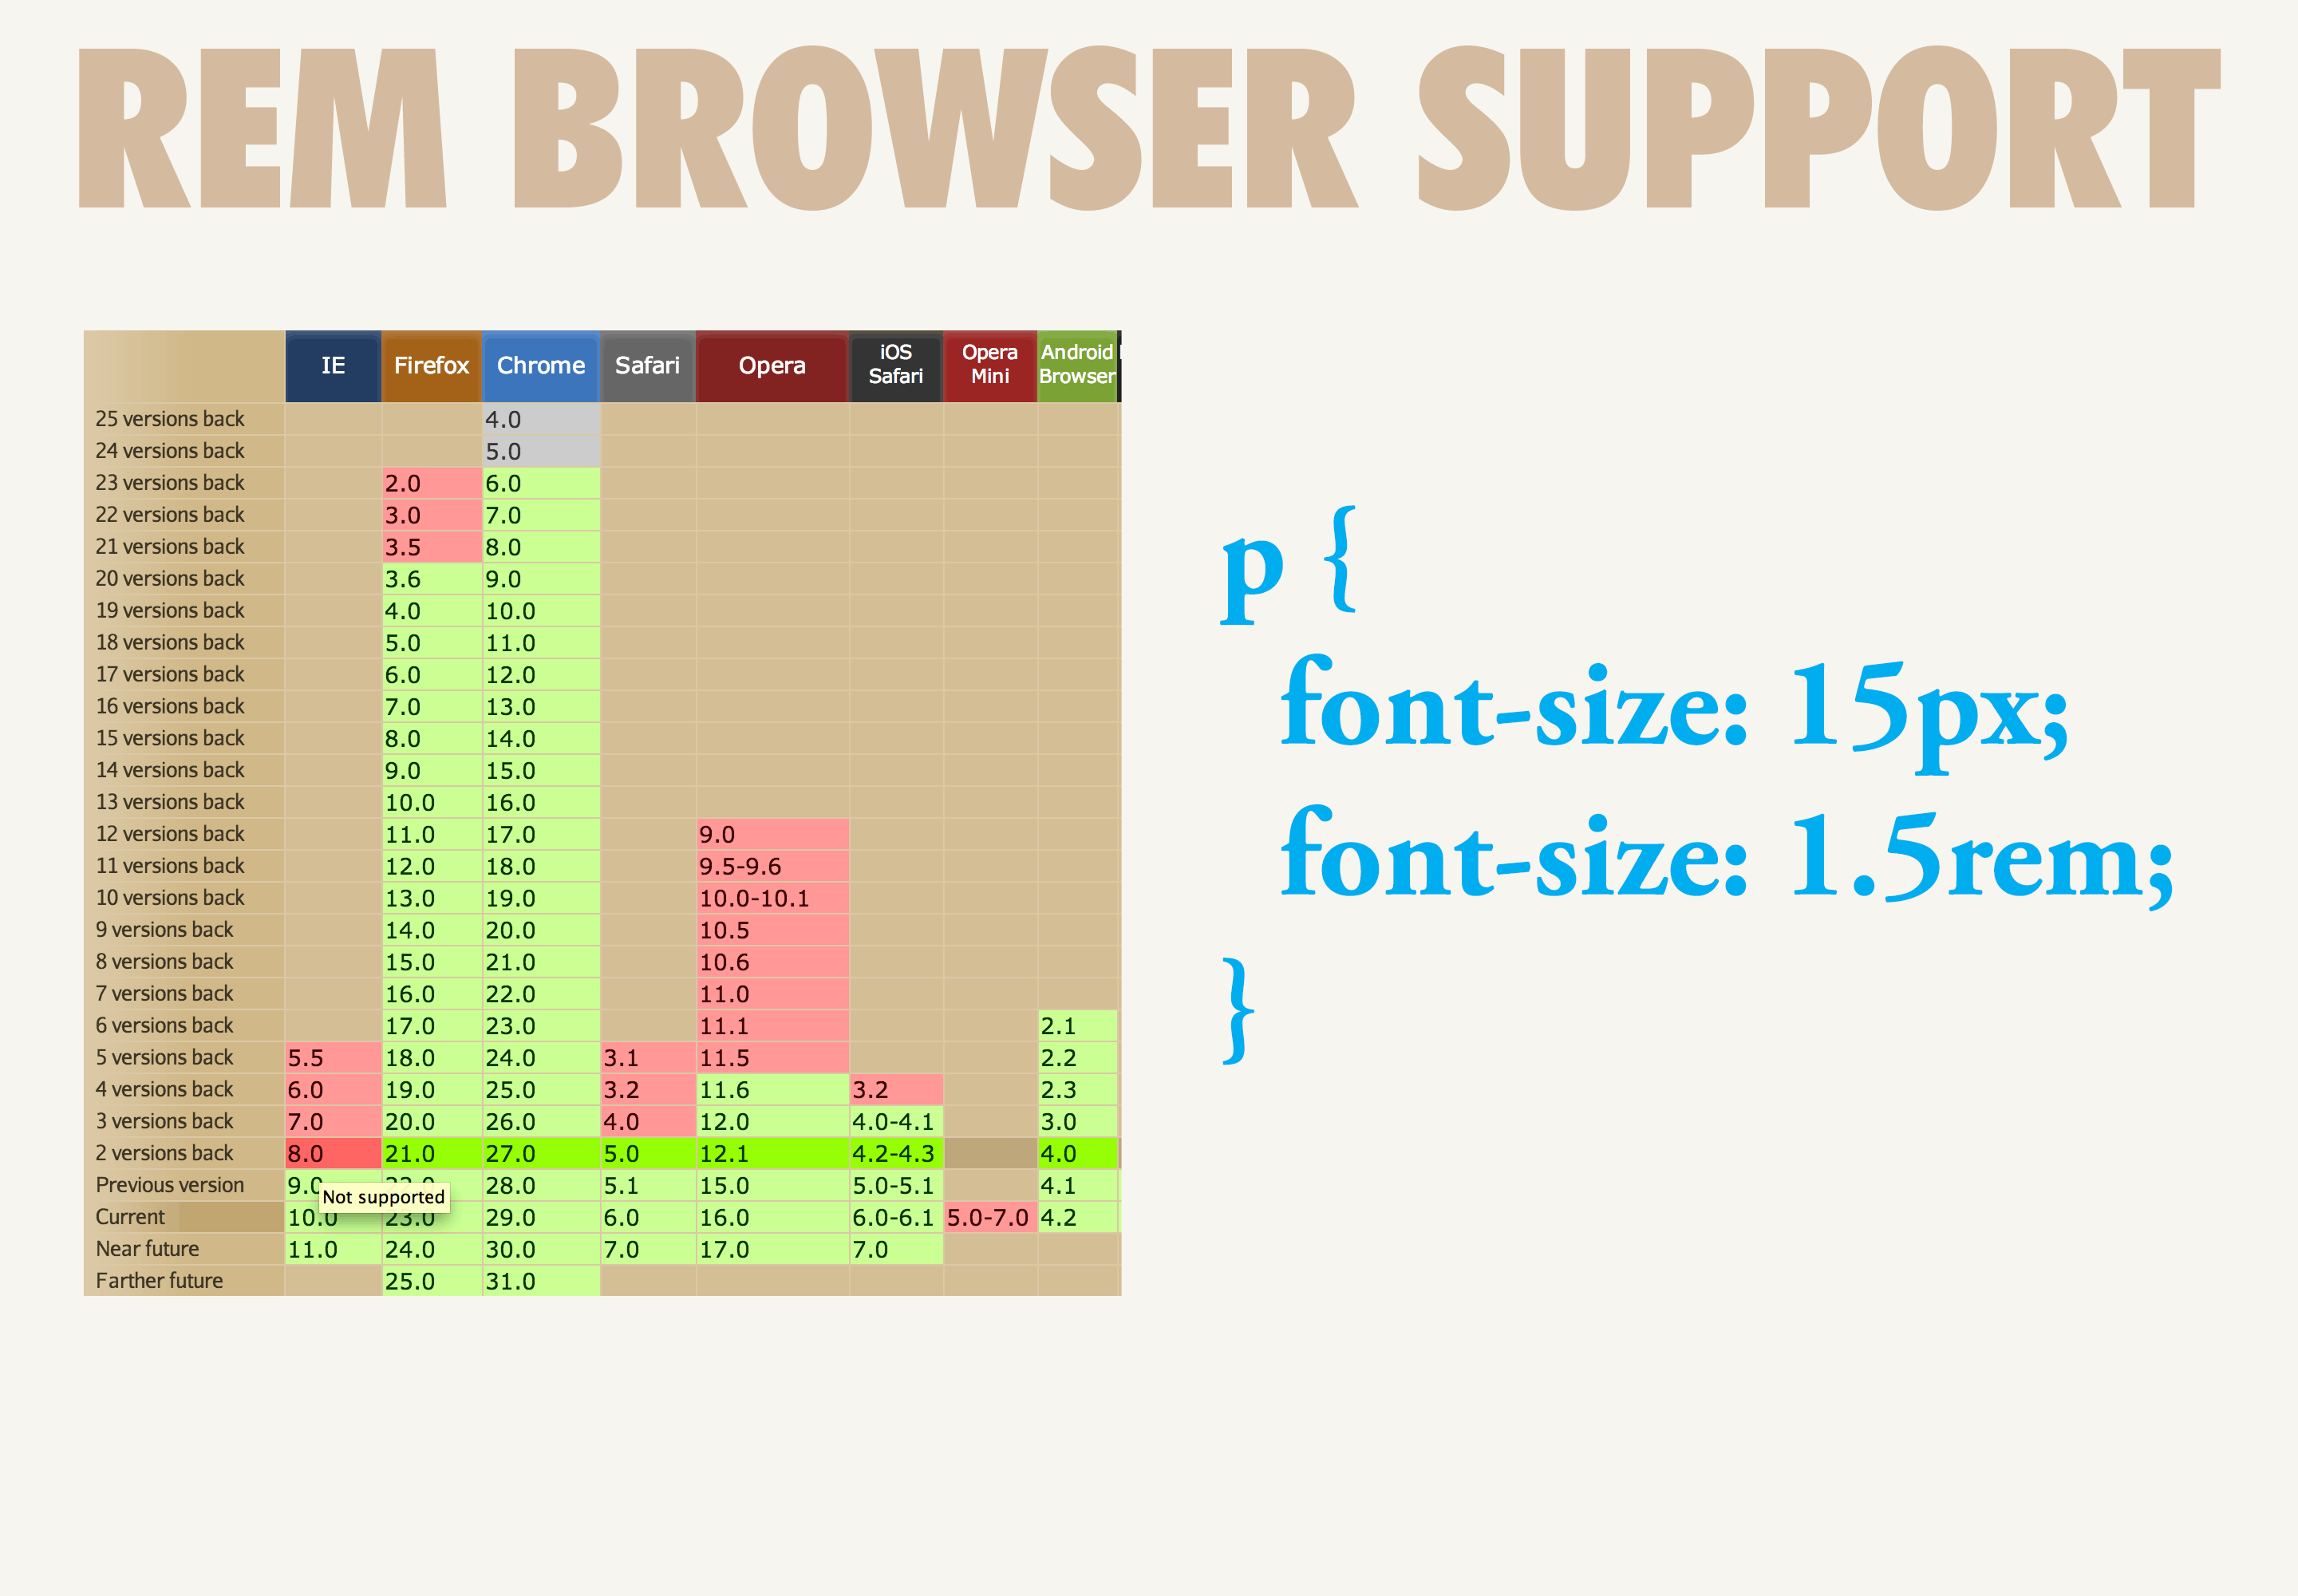 REM BROWSER SUPPORT
IE Firefox Chrome Safari Opera iOS Safari Opera Mini Android Browser
25 versions back 4.0
24 versions back 5.0
23 versions back 2.0 6.0
22 versions back 3.0 7.0
21 versions back 3.5 8.0
20 versions back 3.6 9.0
19 versions back 4.0 10.0
18 versions back 5.0 11.0
17 versions back 6.0 12.0
16 versions back 7.0 13.0
15 versions back 8.0 14.0
14 versions back 9.0 15.0
13 versions back 10.0 16.0
12 versions back 11.0 17.0 9.0
11 versions back 12.0 18.0 9.5-9.6
10 versions back 13.0 19.0 10.0-10.1
9 versions back 14.0 20.0 10.5
8 versions back 15.0 21.0 10.6
7 versions back 16.0 22.0 11.0
6 versions back 17.0 23.0 11.1 2.1
5 versions back 5.5 18.0 24.0 3.1 11.5 2.2
4 versions back 6.0 19.0 25.0 3.2 11.6 3.2 2.3
3 versions back 7.0 20.0 26.0 4.0 12.0 4.0-4.1 3.0
2 versions back 8.0 21.0 27.0 5.0 12.1 4.2-4.3 4.0
Previous version 9.0 28.0 5.1 15.0 5.0-5.1 4.1
Not supported
Current 10.0 23.0 29.0 6.0 16.0 6.0-6.1 5.0-7.0 4.2
Near future 11.0 24.0 30.0 7.0 17.0 7.0
Farther future 25.0 31.0
p {
font-size: 15px;
font-size: 1.5rem;
}